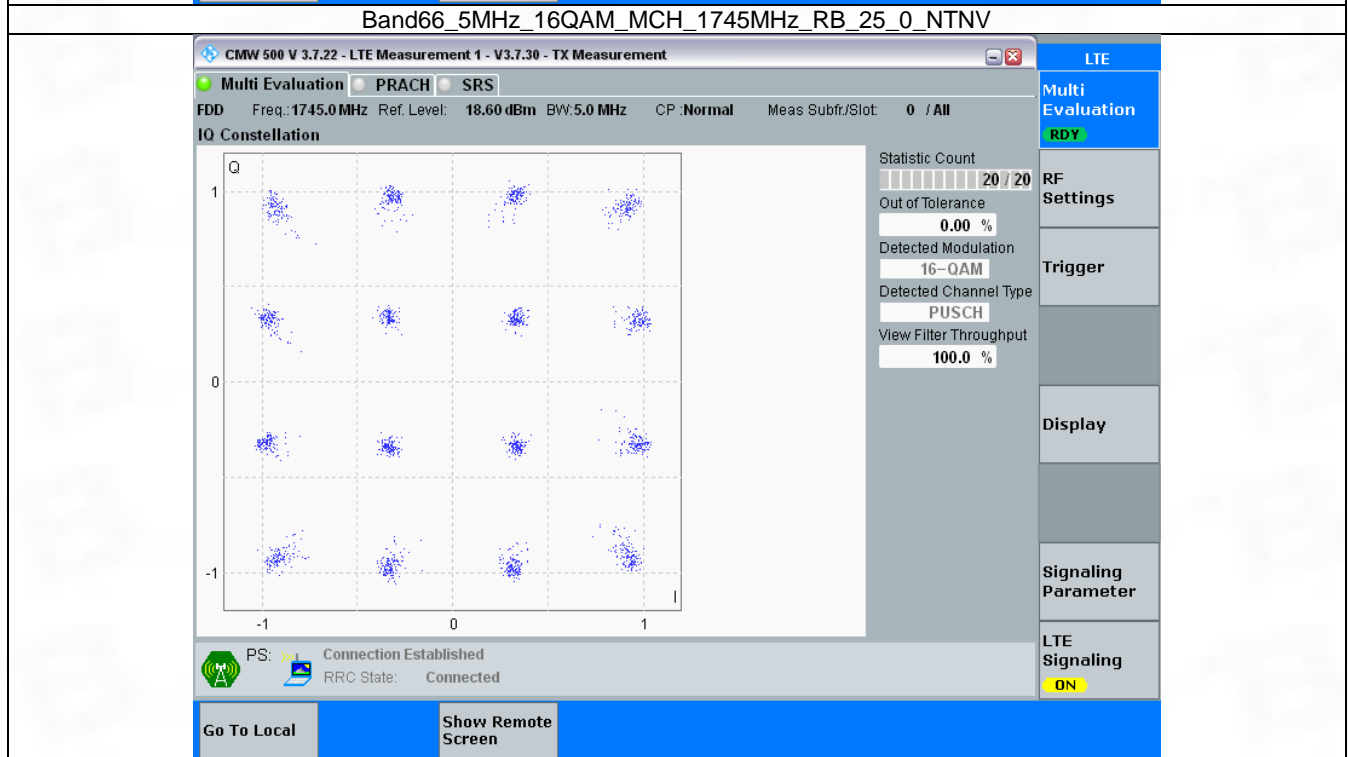 Band66_5MHz_16QAM_MCH_1745MHz_RB_25_0_NTNV
CMW 500 V 3.7.22 - LTE Measurement 1 - V3.7.30 - TX Measurement
LTE
Multi Evaluation PRACH SRS
Multi
Evaluation
RDY
FDD Freq.:1745.0 MHz Ref. Level: 18.60 dBm BW:5.0 MHz CP :Normal Meas Subfr./Slot: 0 / All
IQ Constellation
Q
1
0
-1
I
-1 0 1
Statistic Count
20 / 20
Out of Tolerance
0.00 %
Detected Modulation
16-QAM
Detected Channel Type
PUSCH
View Filter Throughput
100.0 %
RF
Settings
Trigger
Display
Signaling
Parameter
LTE
Signaling
ON
PS: Connection Established
RRC State: Connected
Go To Local
Show Remote
Screen